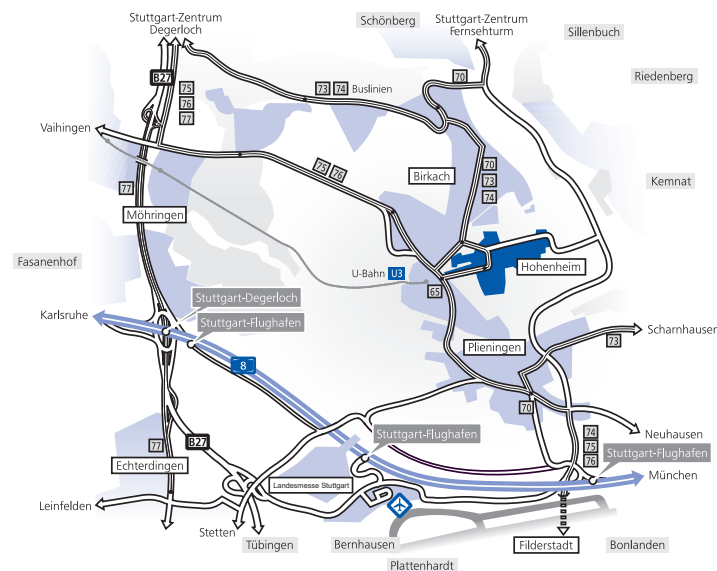 Stuttgart-Zentrum
Degerloch
Schönberg
Stuttgart-Zentrum
Fernsehturm
Sillenbuch
Riedenberg
B27
75
76
77
73
74
Buslinien
70
Vaihingen
75
76
Birkach
70
73
74
Kemnat
77
Möhringen
Fasanenhof
U-Bahn
U3
65
Hohenheim
Stuttgart-Degerloch
Karlsruhe
Stuttgart-Flughafen
Scharnhausen
73
Plieningen
8
70
Neuhausen
74
75
76
Stuttgart-Flughafen
Stuttgart-Flughafen
77
B27
Echterdingen
Landesmesse Stuttgart
München
Leinfelden
Stetten
Tübingen
Bernhausen
Filderstadt
Bonlanden
Plattenhardt